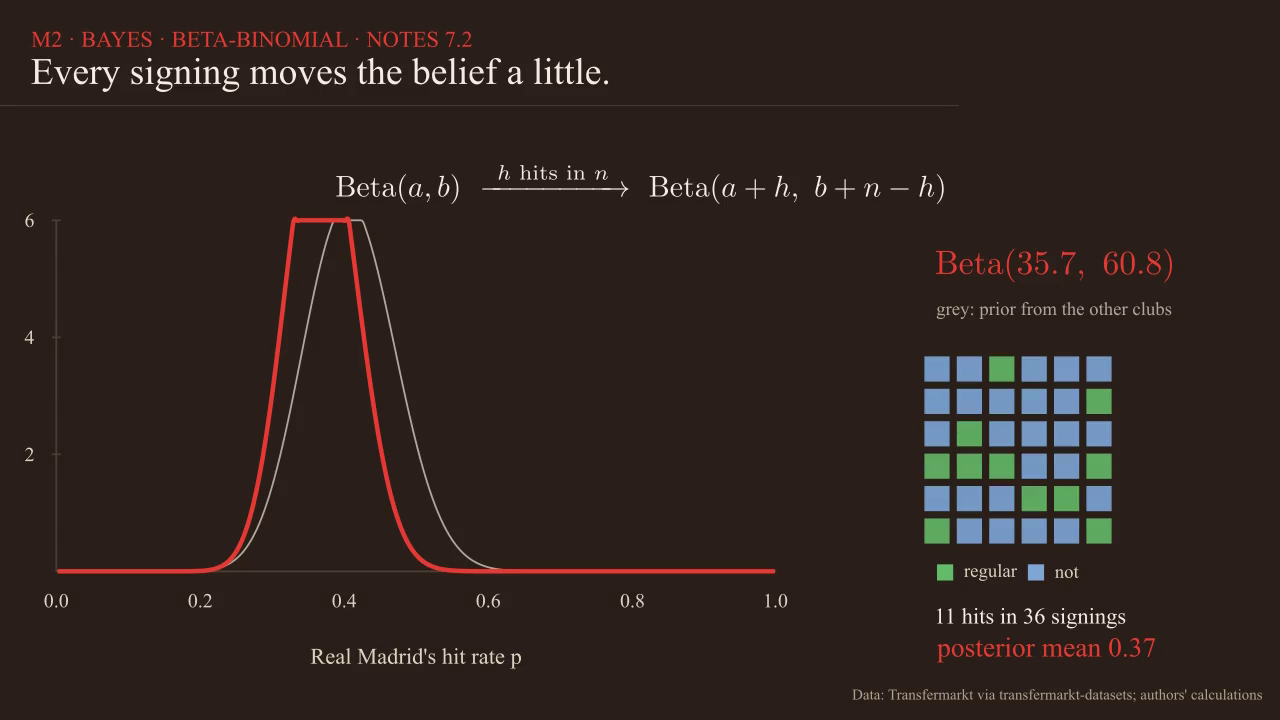 M2 · BAYES · BETA-BINOMIAL · NOTES 7.2
Every signing moves the belief a little.
Beta(a, b) h hits in n Beta(a + h, b + n − h)
6
4
2
0.0 0.2 0.4 0.6 0.8 1.0
Real Madrid's hit rate p
Beta(35.7, 60.8)
grey: prior from the other clubs
regular not
11 hits in 36 signings
posterior mean 0.37
Data: Transfermarkt via transfermarkt-datasets; authors' calculations